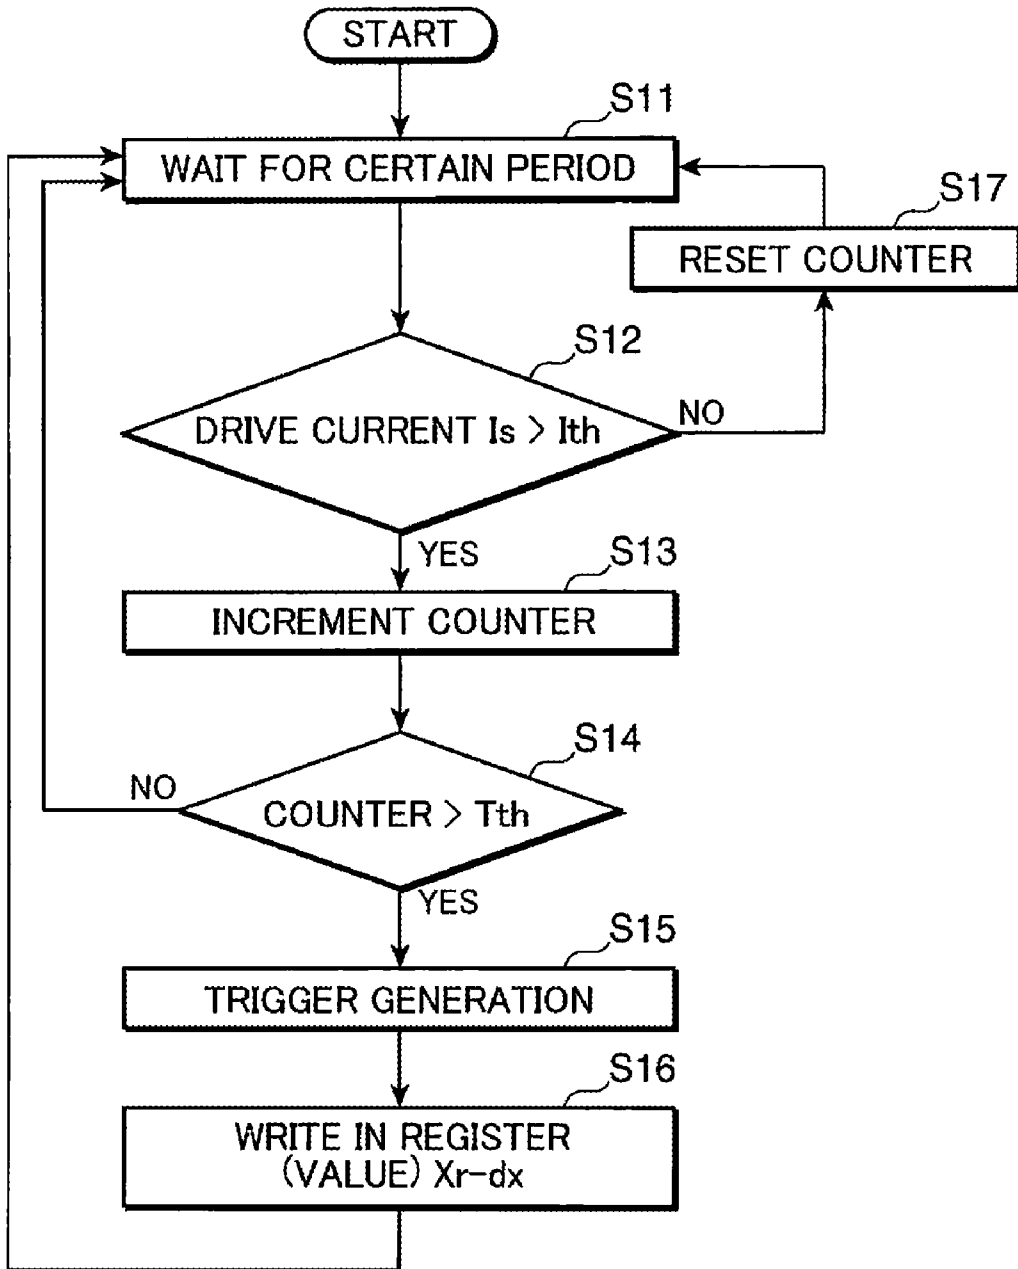 START
S11
WAIT FOR CERTAIN PERIOD
S17
RESET COUNTER
S12
DRIVE CURRENT Is > Ith
NO
YES
S13
INCREMENT COUNTER
S14
NO
COUNTER > Tth
YES
S15
TRIGGER GENERATION
S16
WRITE IN REGISTER
(VALUE) Xr-dx